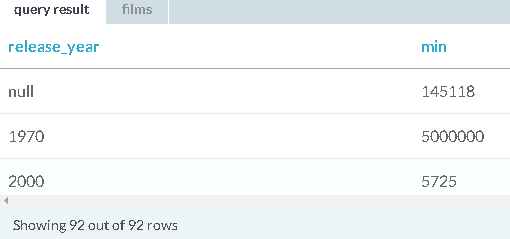 query result films
release_year min
null 145118
1970 5000000
2000 5725
Showing 92 out of 92 rows